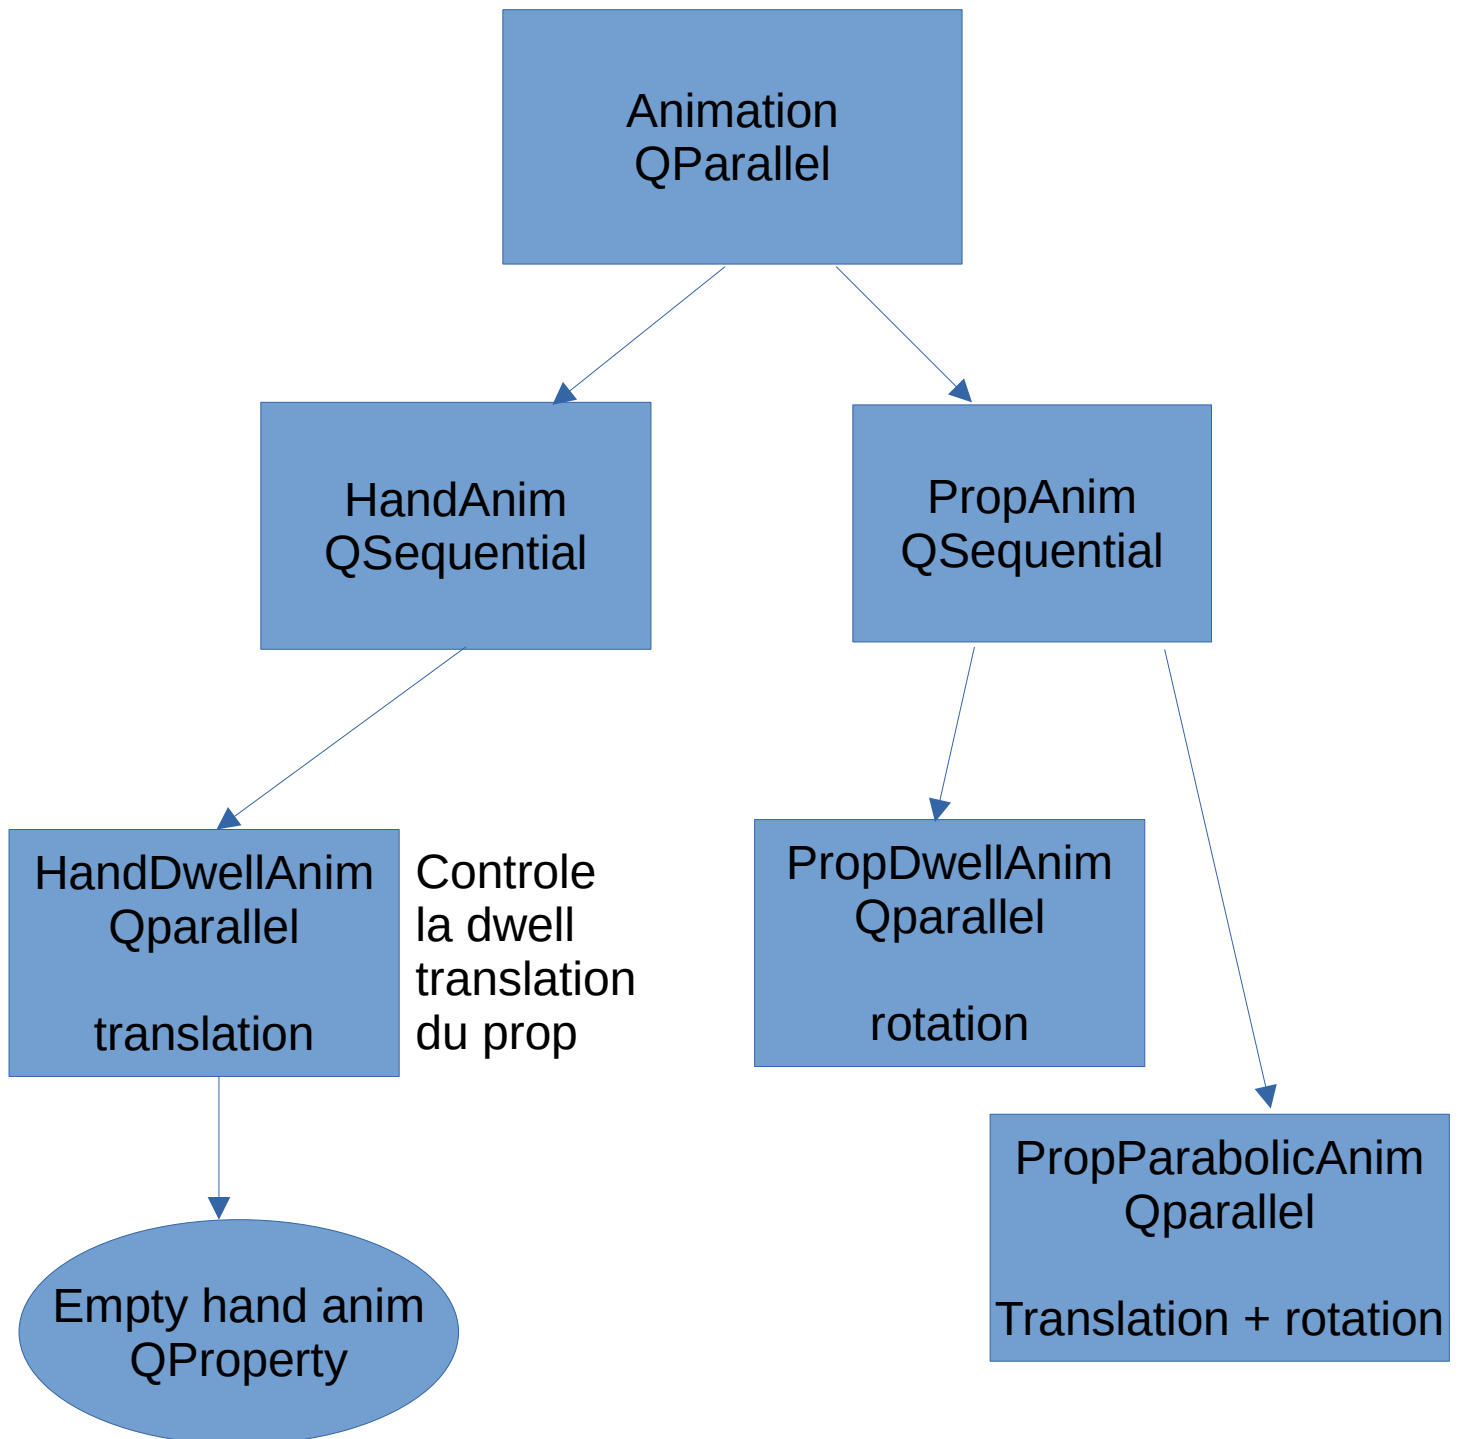 Animation
QParallel
HandAnim
QSequential
PropAnim
QSequential
HandDwellAnim
Qparallel
translation
Controle
la dwell
translation
du prop
PropDwellAnim
Qparallel
rotation
PropParabolicAnim
Qparallel
Translation + rotation
Empty hand anim
QProperty